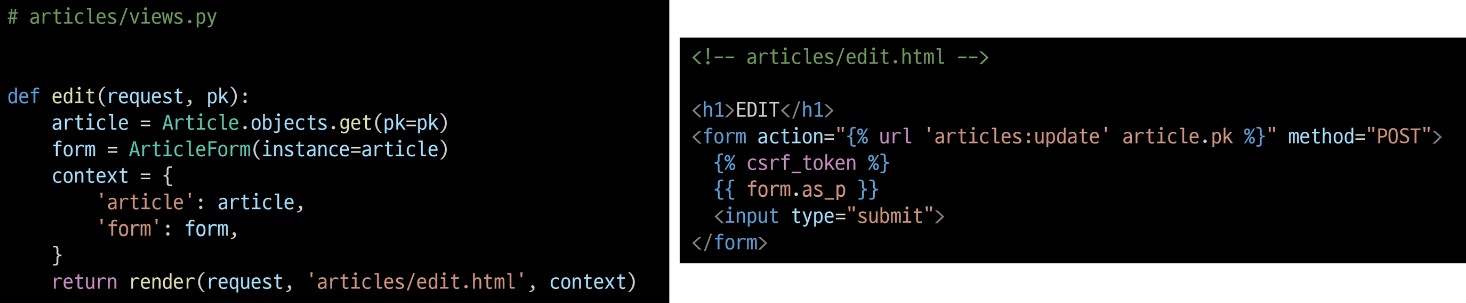 # articles/views.py
def edit(request, pk):
    article = Article.objects.get(pk=pk)
    form = ArticleForm(instance=article)
    context = {
        'article': article,
        'form': form,
    }
    return render(request, 'articles/edit.html', context)
<!-- articles/edit.html -->
<h1>EDIT</h1>
<form action="{% url 'articles:update' article.pk %}" method="POST">
  {% csrf_token %}
  {{ form.as_p }}
  <input type="submit">
</form>